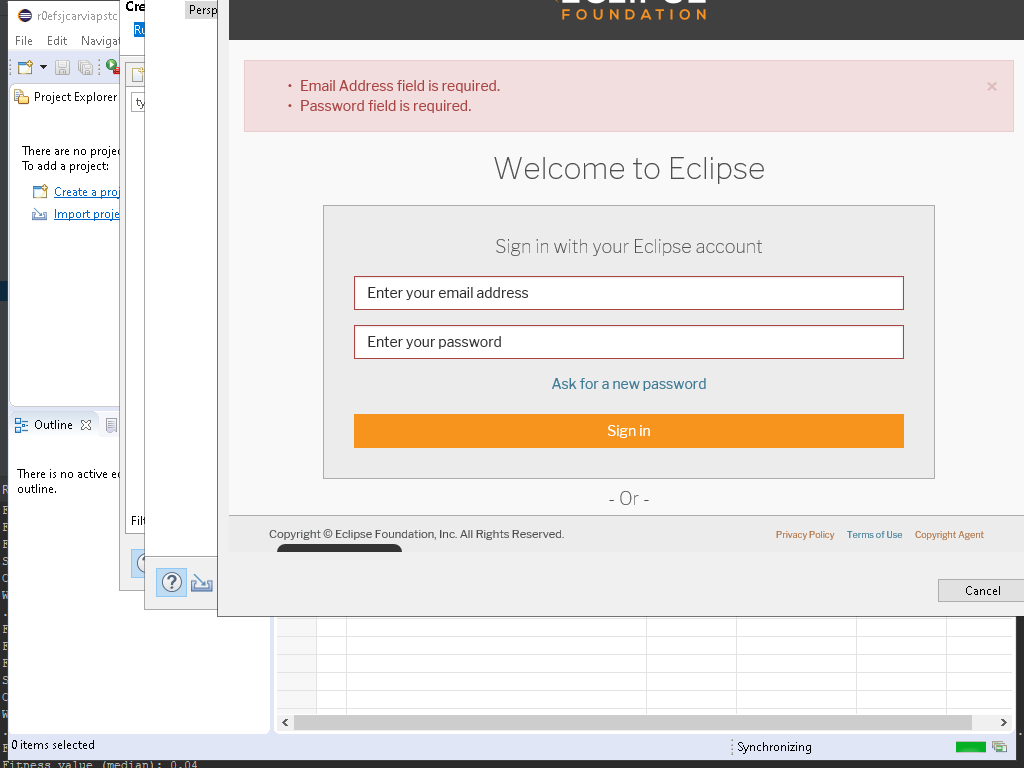 r0efsjcarviapstc
File Edit Navigat
Project Explorer
There are no projec
To add a project:
Create a proj
Import proje
Outline
There is no active ed
outline.
0 items selected
Cre
Ru
ty
Filt
Persp
ECLIPSE
FOUNDATION
• Email Address field is required.
• Password field is required.
×
Welcome to Eclipse
Sign in with your Eclipse account
Enter your email address
Enter your password
Ask for a new password
Sign in
- Or -
Copyright © Eclipse Foundation, Inc. All Rights Reserved.
Privacy Policy Terms of Use Copyright Agent
Cancel
Synchronizing
Fitness value (median): 0.04